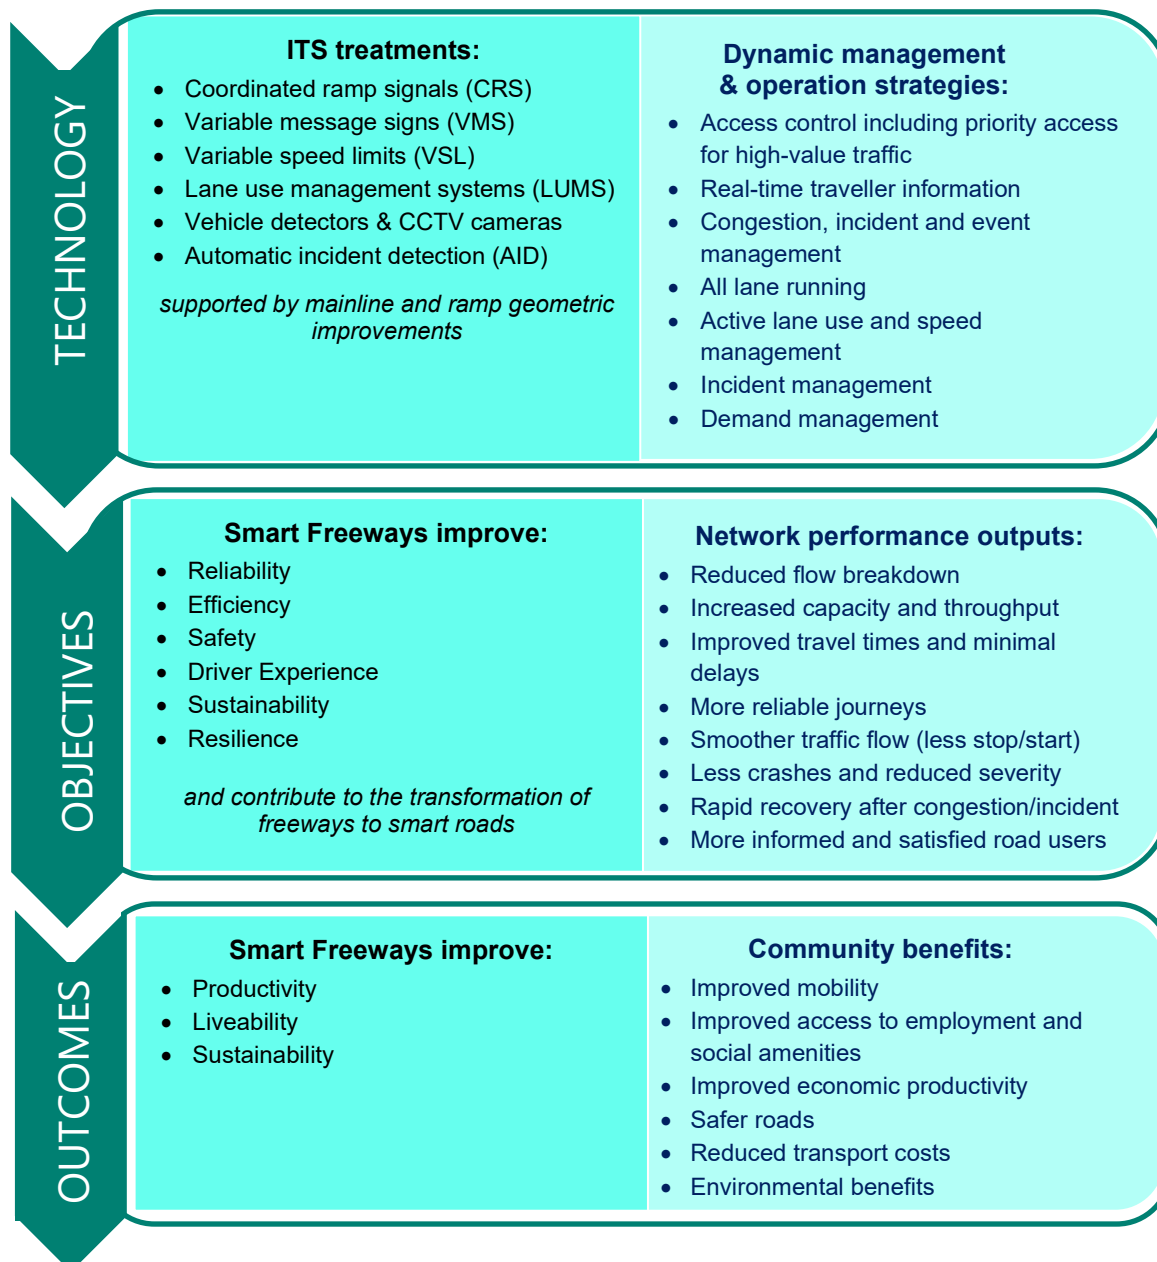 TECHNOLOGY
ITS treatments:
• Coordinated ramp signals (CRS)
• Variable message signs (VMS)
• Variable speed limits (VSL)
• Lane use management systems (LUMS)
• Vehicle detectors & CCTV cameras
• Automatic incident detection (AID)
supported by mainline and ramp geometric
improvements
Dynamic management
& operation strategies:
• Access control including priority access
for high-value traffic
• Real-time traveller information
• Congestion, incident and event
management
• All lane running
• Active lane use and speed
management
• Incident management
• Demand management
OBJECTIVES
Smart Freeways improve:
• Reliability
• Efficiency
• Safety
• Driver Experience
• Sustainability
• Resilience
and contribute to the transformation of
freeways to smart roads
Network performance outputs:
• Reduced flow breakdown
• Increased capacity and throughput
• Improved travel times and minimal
delays
• More reliable journeys
• Smoother traffic flow (less stop/start)
• Less crashes and reduced severity
• Rapid recovery after congestion/incident
• More informed and satisfied road users
OUTCOMES
Smart Freeways improve:
• Productivity
• Liveability
• Sustainability
Community benefits:
• Improved mobility
• Improved access to employment and
social amenities
• Improved economic productivity
• Safer roads
• Reduced transport costs
• Environmental benefits